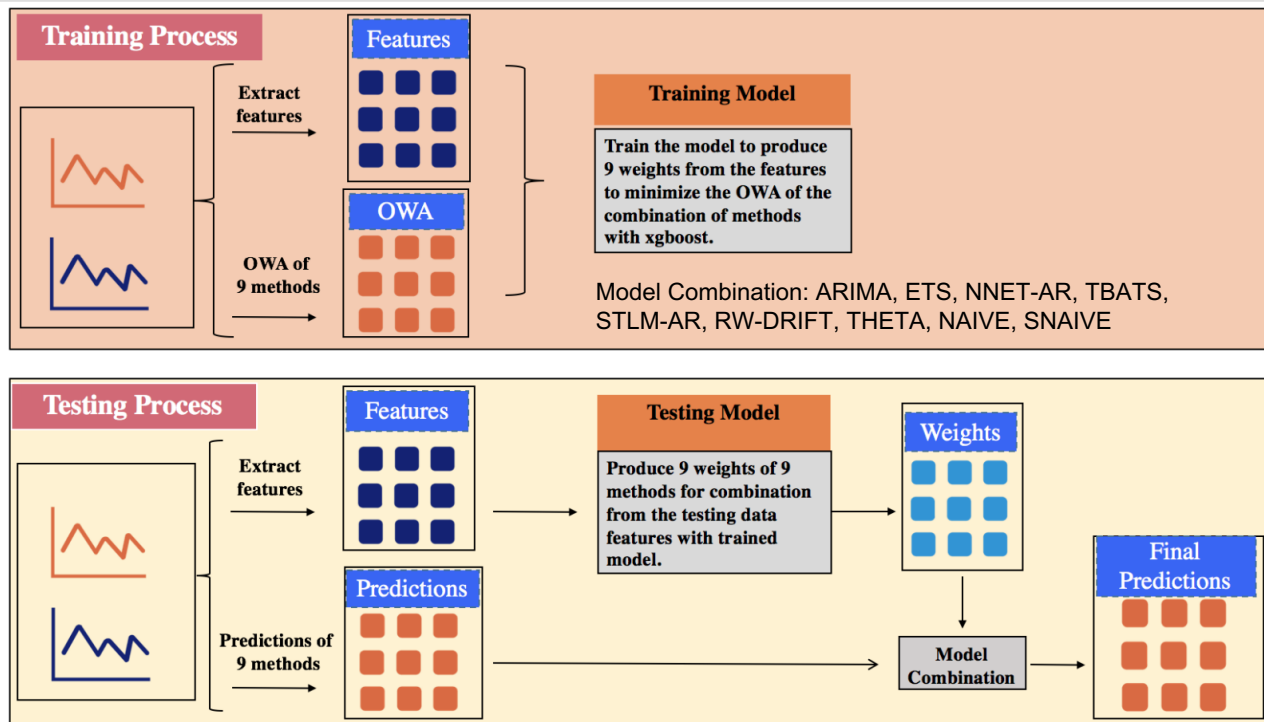 Training Process
Extract
features
OWA of
9 methods
Features
OWA
Training Model
Train the model to produce
9 weights from the features
to minimize the OWA of the
combination of methods
with xgboost.
Model Combination: ARIMA, ETS, NNET-AR, TBATS,
STLM-AR, RW-DRIFT, THETA, NAIVE, SNAIVE
Testing Process
Extract
features
Predictions of
9 methods
Features
Predictions
Testing Model
Produce 9 weights of 9
methods for combination
from the testing data
features with trained
model.
Weights
Model
Combination
Final
Predictions